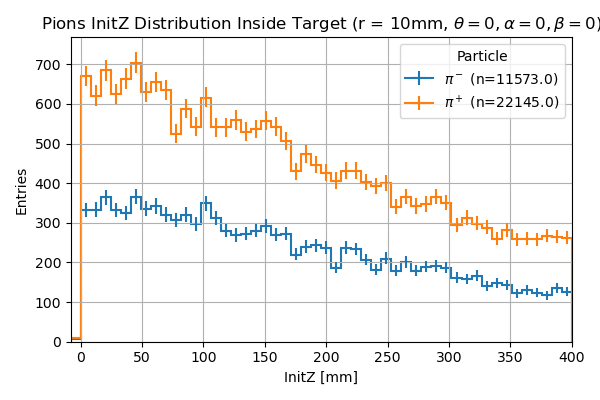 Pions InitZ Distribution Inside Target (r = 10mm, θ = 0, α = 0, β = 0)
Particle
π⁻ (n=11573.0)
π⁺ (n=22145.0)
Entries
700
600
500
400
300
200
100
0
0 50 100 150 200 250 300 350 400
InitZ [mm]